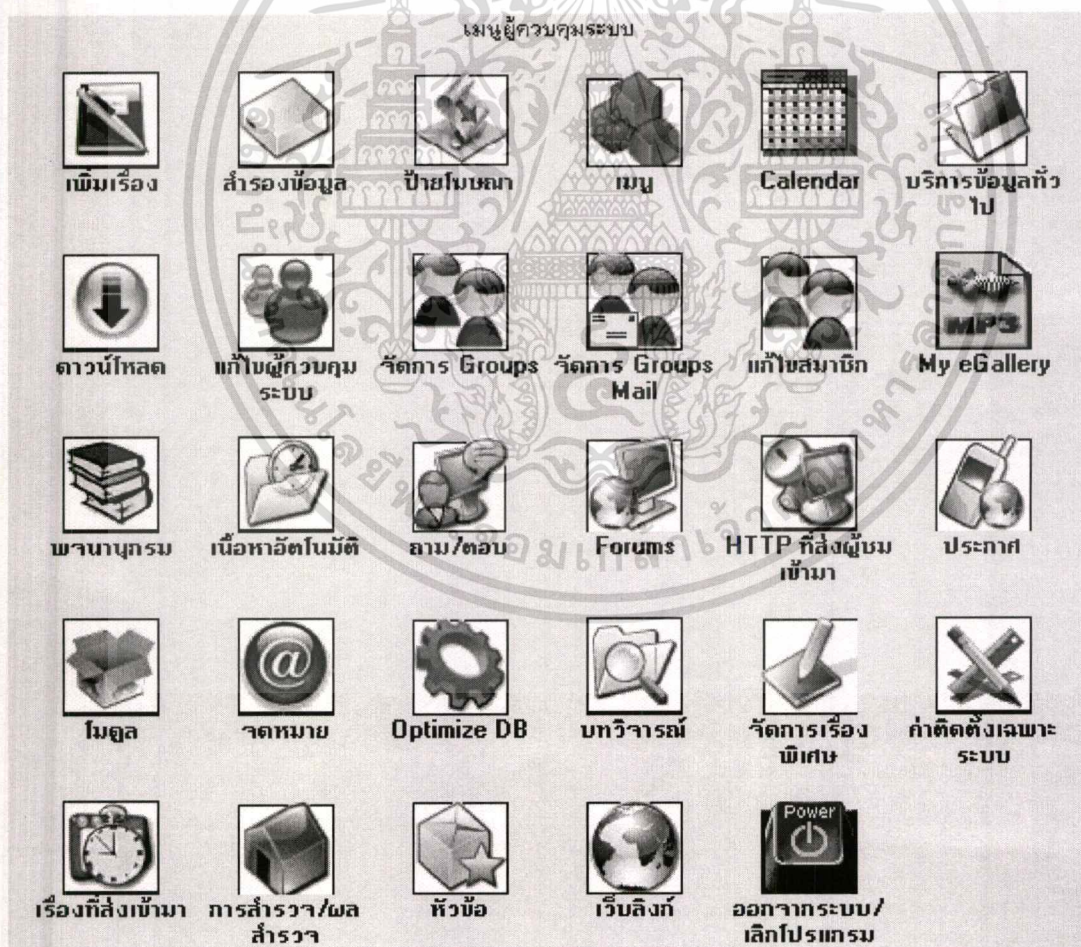 เมนูผู้ควบคุมระบบ
เพิ่มเรื่อง
สำรองข้อมูล
ป้ายโฆษณา
เมนู
Calendar
บริการข้อมูลทั่ว
ไป
ดาวน์โหลด
แก้ไขผู้ควบคุม
ระบบ
จัดการ Groups
จัดการ Groups
Mail
แก้ไขสมาชิก
MP3
My eGallery
พจนานุกรม
เนื้อหาอัตโนมัติ
ถาม/ตอบ
Forums
HTTP ที่ส่งผู้ชม
เข้ามา
ประกาศ
โมดูล
@
จดหมาย
Optimize DB
บทวิจารณ์
จัดการเรื่อง
พิเศษ
ค่าติดตั้งเฉพาะ
ระบบ
เรื่องที่ส่งเข้ามา
การสำรวจ/ผล
สำรวจ
หัวข้อ
เว็บลิงก์
Power
ออกจากระบบ/
เลิกโปรแกรม